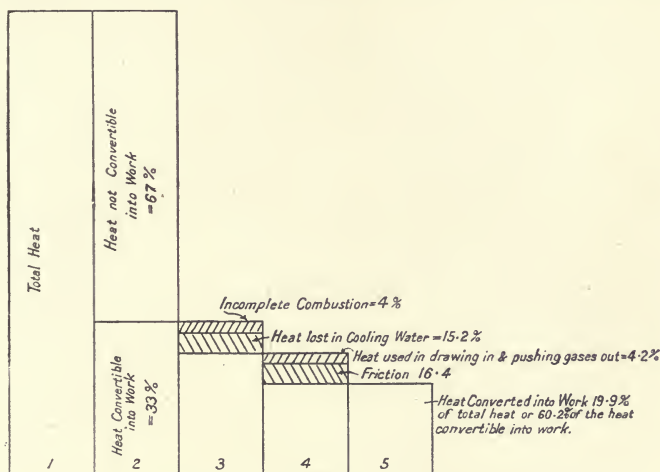 Total Heat
Heat not Convertible
into Work
=67%
Incomplete Combustion=4%
Heat lost in Cooling Water=15.2%
Heat used in drawing in & pushing gases out=4.2%
Friction 16.4
Heat Convertible
into Work
=33%
Heat Converted into Work 19.9%
of total heat or 60.2% of the heat
convertible into work.
1 2 3 4 5